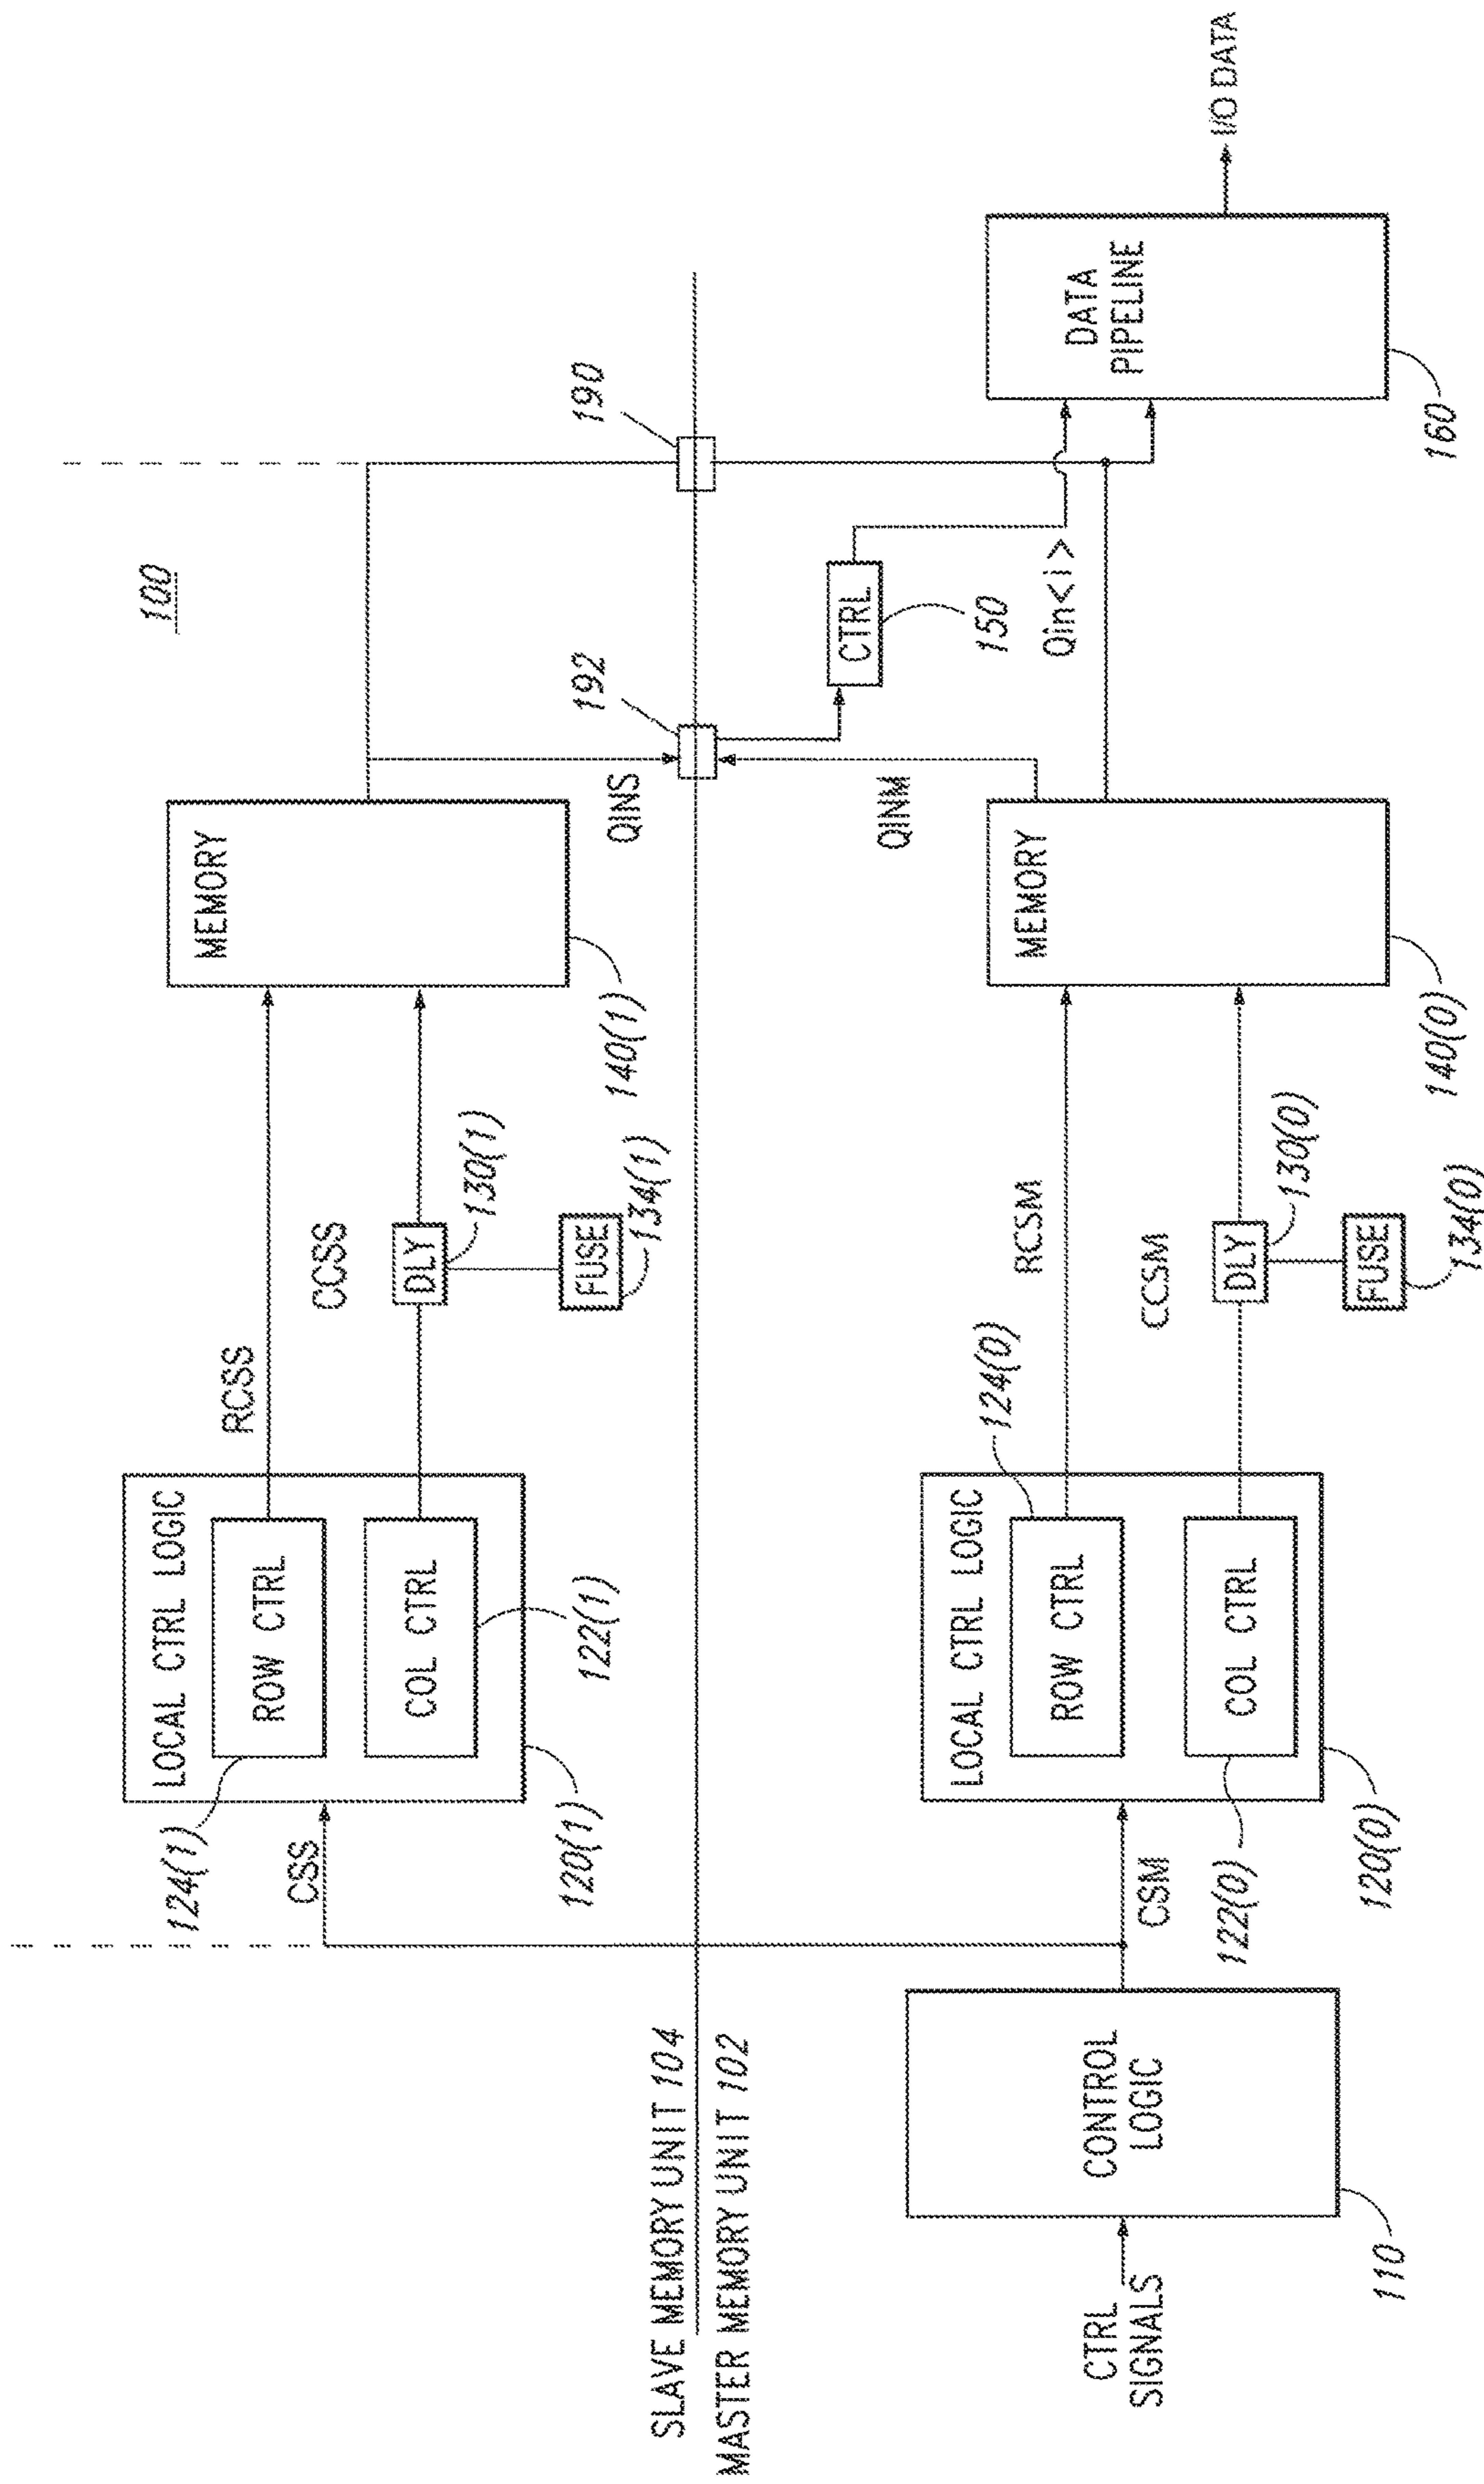 100
SLAVE MEMORY UNIT 104
MASTER MEMORY UNIT 102
124(1)
CSS
LOCAL CTRL LOGIC
ROW CTRL
COL CTRL
120(1)
122(1)
RCSS
CCSS
DLY
130(1)
FUSE
134(1)
MEMORY
140(1)
QINS
192
190
CTRL
SIGNALS
CONTROL
LOGIC
110
CSM
LOCAL CTRL LOGIC
ROW CTRL
COL CTRL
122(0)
120(0)
124(0)
RCSM
CCSM
DLY
130(0)
FUSE
134(0)
MEMORY
140(0)
QINM
CTRL
150
Qin<i>
DATA
PIPELINE
160
I/O DATA